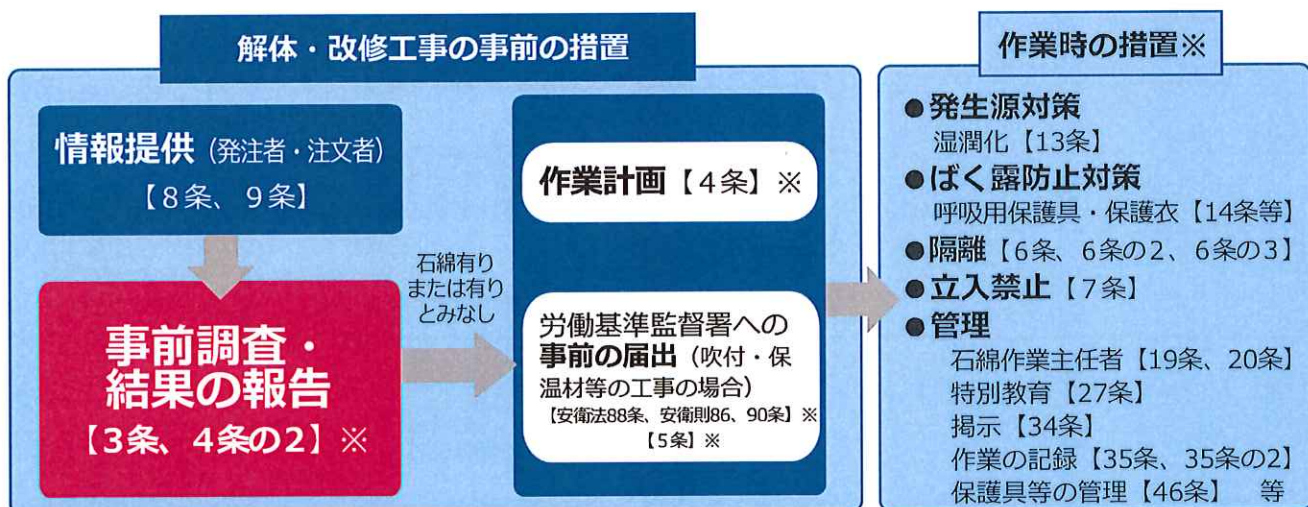 解体・改修工事の事前の措置
情報提供（発注者・注文者）
【8条、9条】
事前調査・
結果の報告
【3条、4条の2】※
石綿有り
または有り
とみなし
作業計画【4条】※
労働基準監督署への
事前の届出（吹付・保
温材等の工事の場合）
【安衛法88条、安衛則86、90条】※
【5条】※
作業時の措置※
●発生源対策
湿潤化【13条】
●ばく露防止対策
呼吸用保護具・保護衣【14条等】
●隔離【6条、6条の2、6条の3】
●立入禁止【7条】
●管理
石綿作業主任者【19条、20条】
特別教育【27条】
掲示【34条】
作業の記録【35条、35条の2】
保護具等の管理【46条】　等